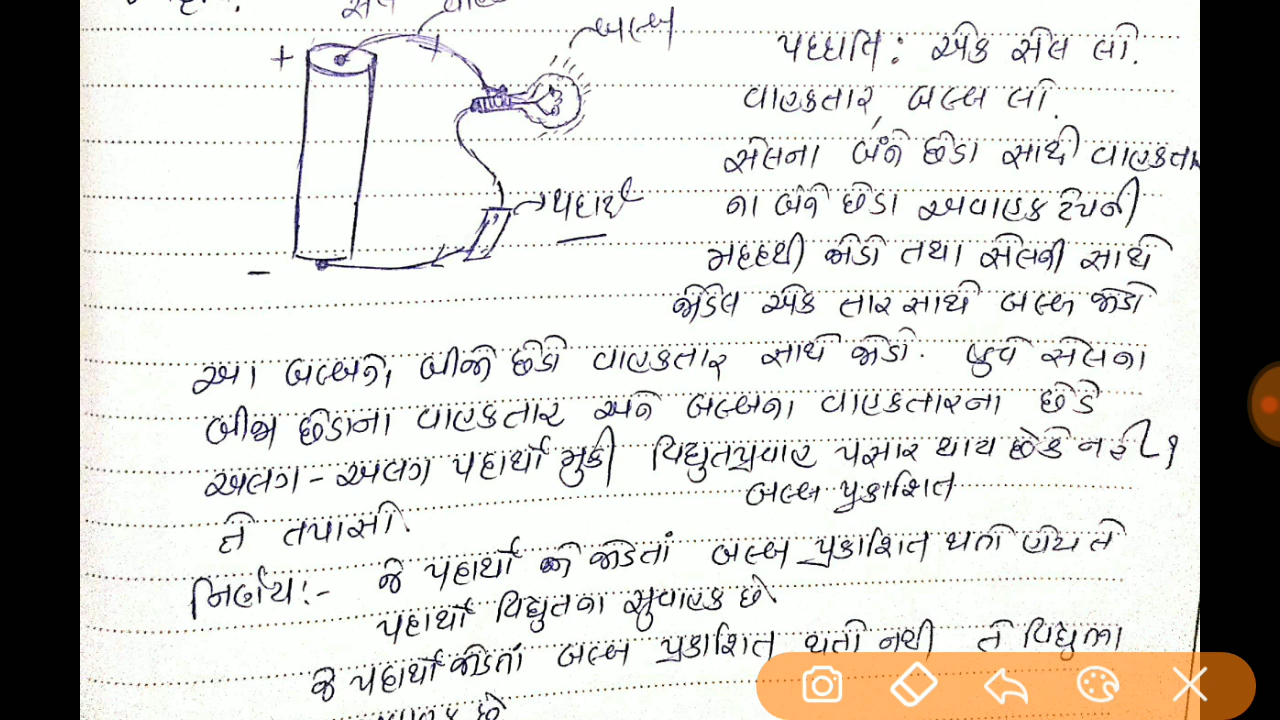 સેલ
+ + બલ્બ
પદ્ધતિ : એક સેલ લો.
વાહકતાર, બલ્બ લો.
સેલના બંને છેડા સાથે વાહકતાર
ના બંને છેડા અવાહક ટેપની
પદાર્થ
મદદથી જોડો તથા સેલની સાથે
-
જોડેલ એક તાર સાથે બલ્બ જોડો
આ બલ્બનો બીજો છેડો વાહકતાર સાથે જોડો. હવે સેલના
બીજા છેડાના વાહકતાર અને બલ્બના વાહકતારના છેડે
અલગ - અલગ પદાર્થો મુકી વિદ્યુતપ્રવાહ પસાર થાય છેકે નહીં ?
બલ્બ પ્રકાશિત
તે તપાસો.
નિર્ણય :- જે પદાર્થો જોડતાં બલ્બ પ્રકાશિત થતો હોય તે
પદાર્થો વિદ્યુતના સુવાહક છે.
જે પદાર્થો જોડતાં બલ્બ પ્રકાશિત થતો નથી તે વિદ્યુતના
છે